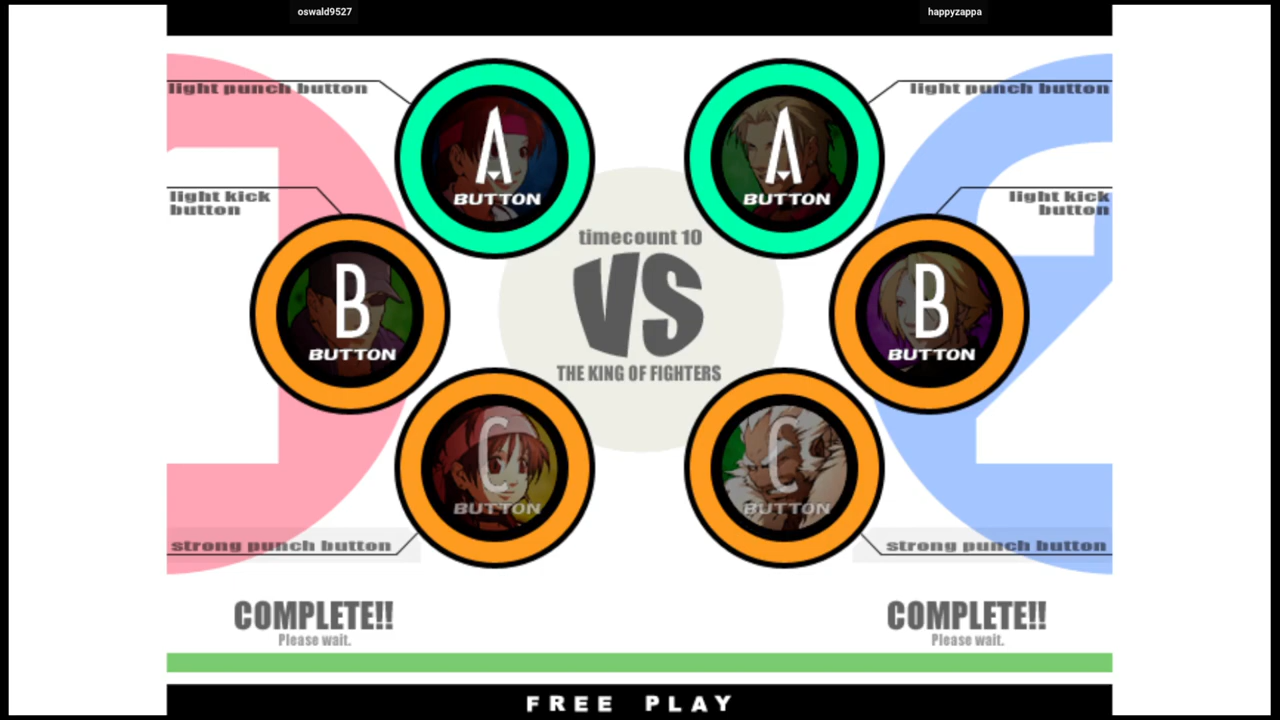 oswald9527
happyzappa
light punch button
light punch button
A
BUTTON
A
BUTTON
light kick
button
light kick
button
timecount 10
VS
THE KING OF FIGHTERS
B
BUTTON
B
BUTTON
C
BUTTON
C
BUTTON
strong punch button
strong punch button
COMPLETE!!
Please wait.
COMPLETE!!
Please wait.
FREE PLAY
1
2